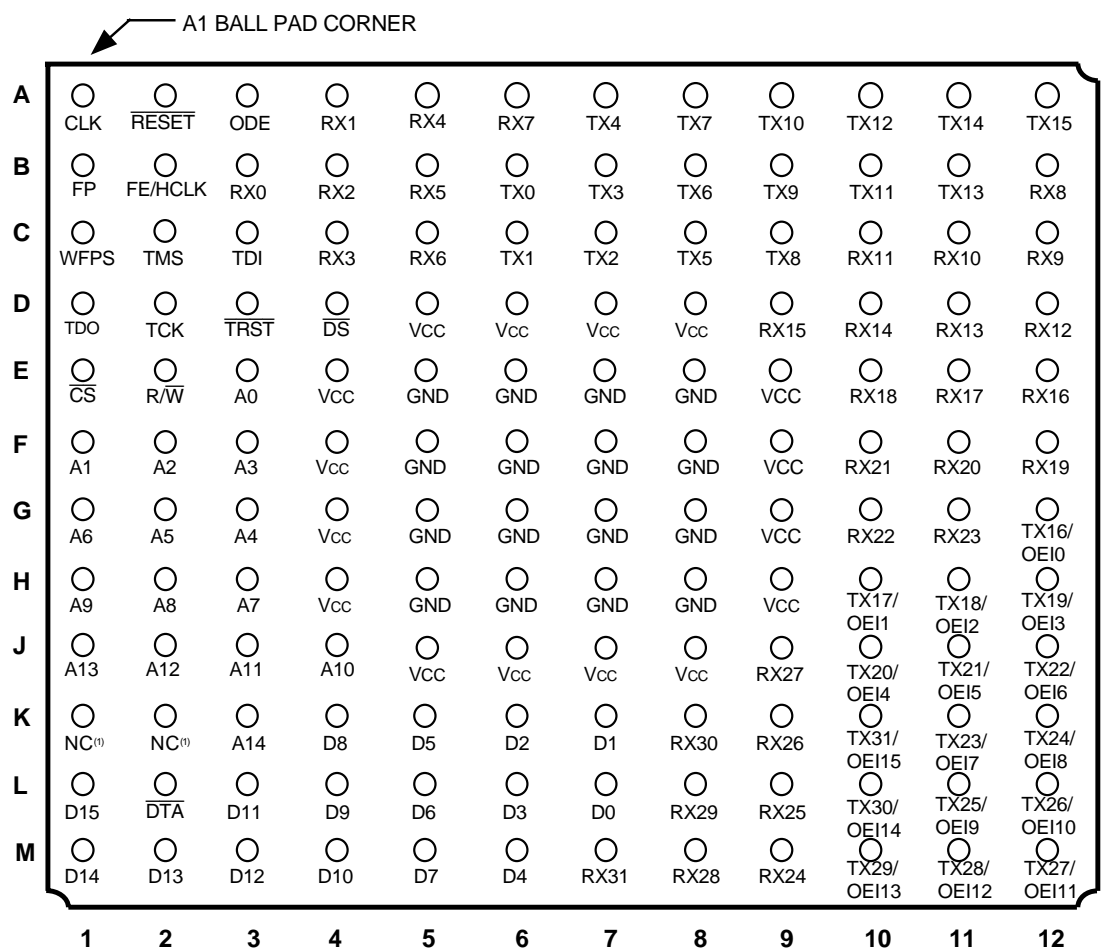 A1 BALL PAD CORNER
A
CLK RESET ODE RX1 RX4 RX7 TX4 TX7 TX10 TX12 TX14 TX15
B
FP FE/HCLK RX0 RX2 RX5 TX0 TX3 TX6 TX9 TX11 TX13 RX8
C
WFPS TMS TDI RX3 RX6 TX1 TX2 TX5 TX8 RX11 RX10 RX9
D
TDO TCK TRST DS VCC VCC VCC VCC RX15 RX14 RX13 RX12
E
CS R/W A0 VCC GND GND GND GND VCC RX18 RX17 RX16
F
A1 A2 A3 VCC GND GND GND GND VCC RX21 RX20 RX19
G
A6 A5 A4 VCC GND GND GND GND VCC RX22 RX23 TX16/
OEI0
H
A9 A8 A7 VCC GND GND GND GND VCC TX17/ TX18/ TX19/
OEI1 OEI2 OEI3
J
A13 A12 A11 A10 VCC VCC VCC VCC RX27 TX20/ TX21/ TX22/
OEI4 OEI5 OEI6
K
NC(1) NC(1) A14 D8 D5 D2 D1 RX30 RX26 TX31/ TX23/ TX24/
OEI15 OEI7 OEI8
L
D15 DTA D11 D9 D6 D3 D0 RX29 RX25 TX30/ TX25/ TX26/
OEI14 OEI9 OEI10
M
D14 D13 D12 D10 D7 D4 RX31 RX28 RX24 TX29/ TX28/ TX27/
OEI13 OEI12 OEI11
1 2 3 4 5 6 7 8 9 10 11 12